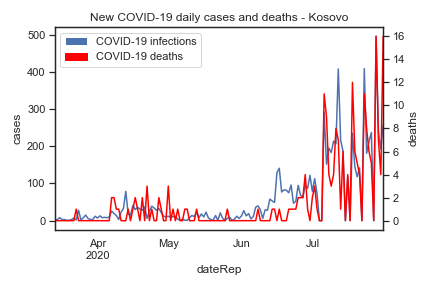 New COVID-19 daily cases and deaths - Kosovo
COVID-19 infections
COVID-19 deaths
500
400
300
200
100
0
cases
16
14
12
10
8
6
4
2
0
deaths
Apr
2020
May
Jun
Jul
dateRep